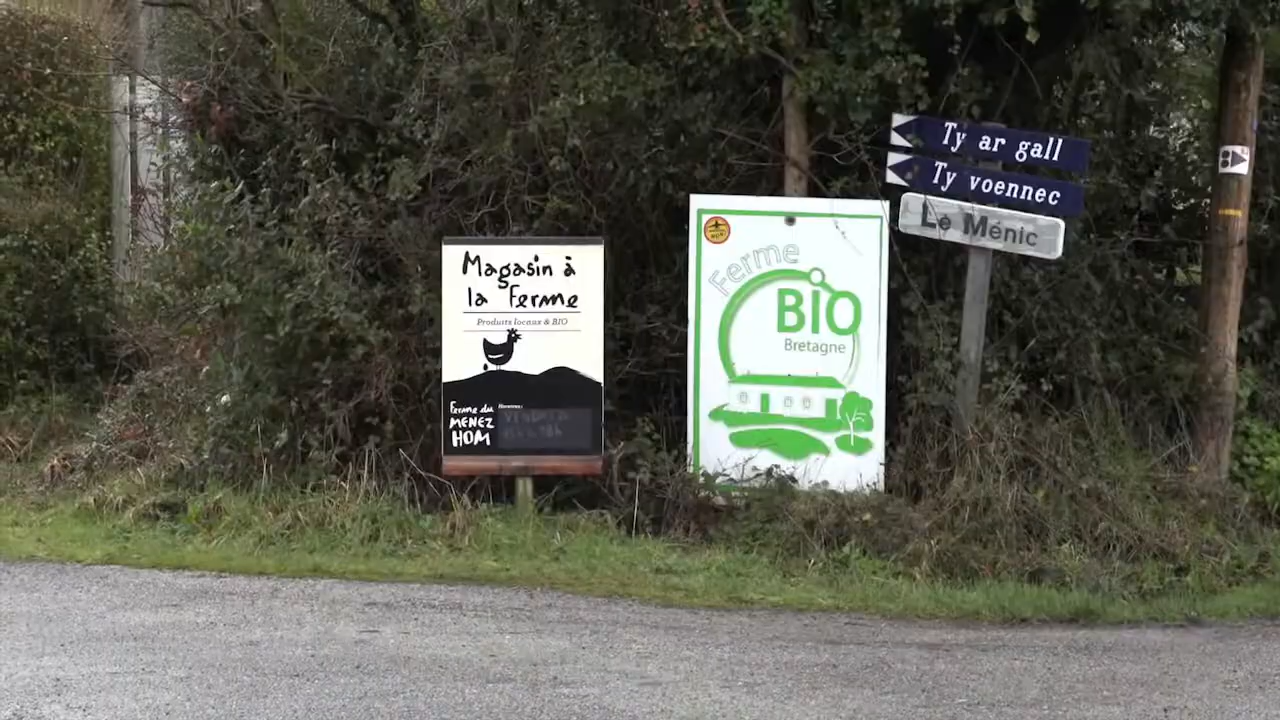 Magasin à
la ferme
Produits locaux & BIO
Ferme du
MENEZ
HOM
Horaires:
Ferme
BIO
Bretagne
Ty ar gall
Ty voennec
Le Ménic